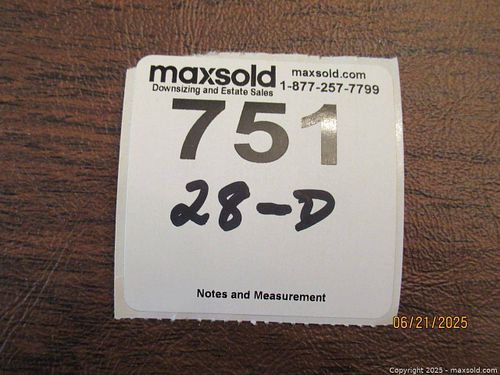 maxsold maxsold.com
Downsizing and Estate Sales 1-877-257-7799
751
28-D
Notes and Measurement
06/21/2025
Copyright 2025 - maxsold.com